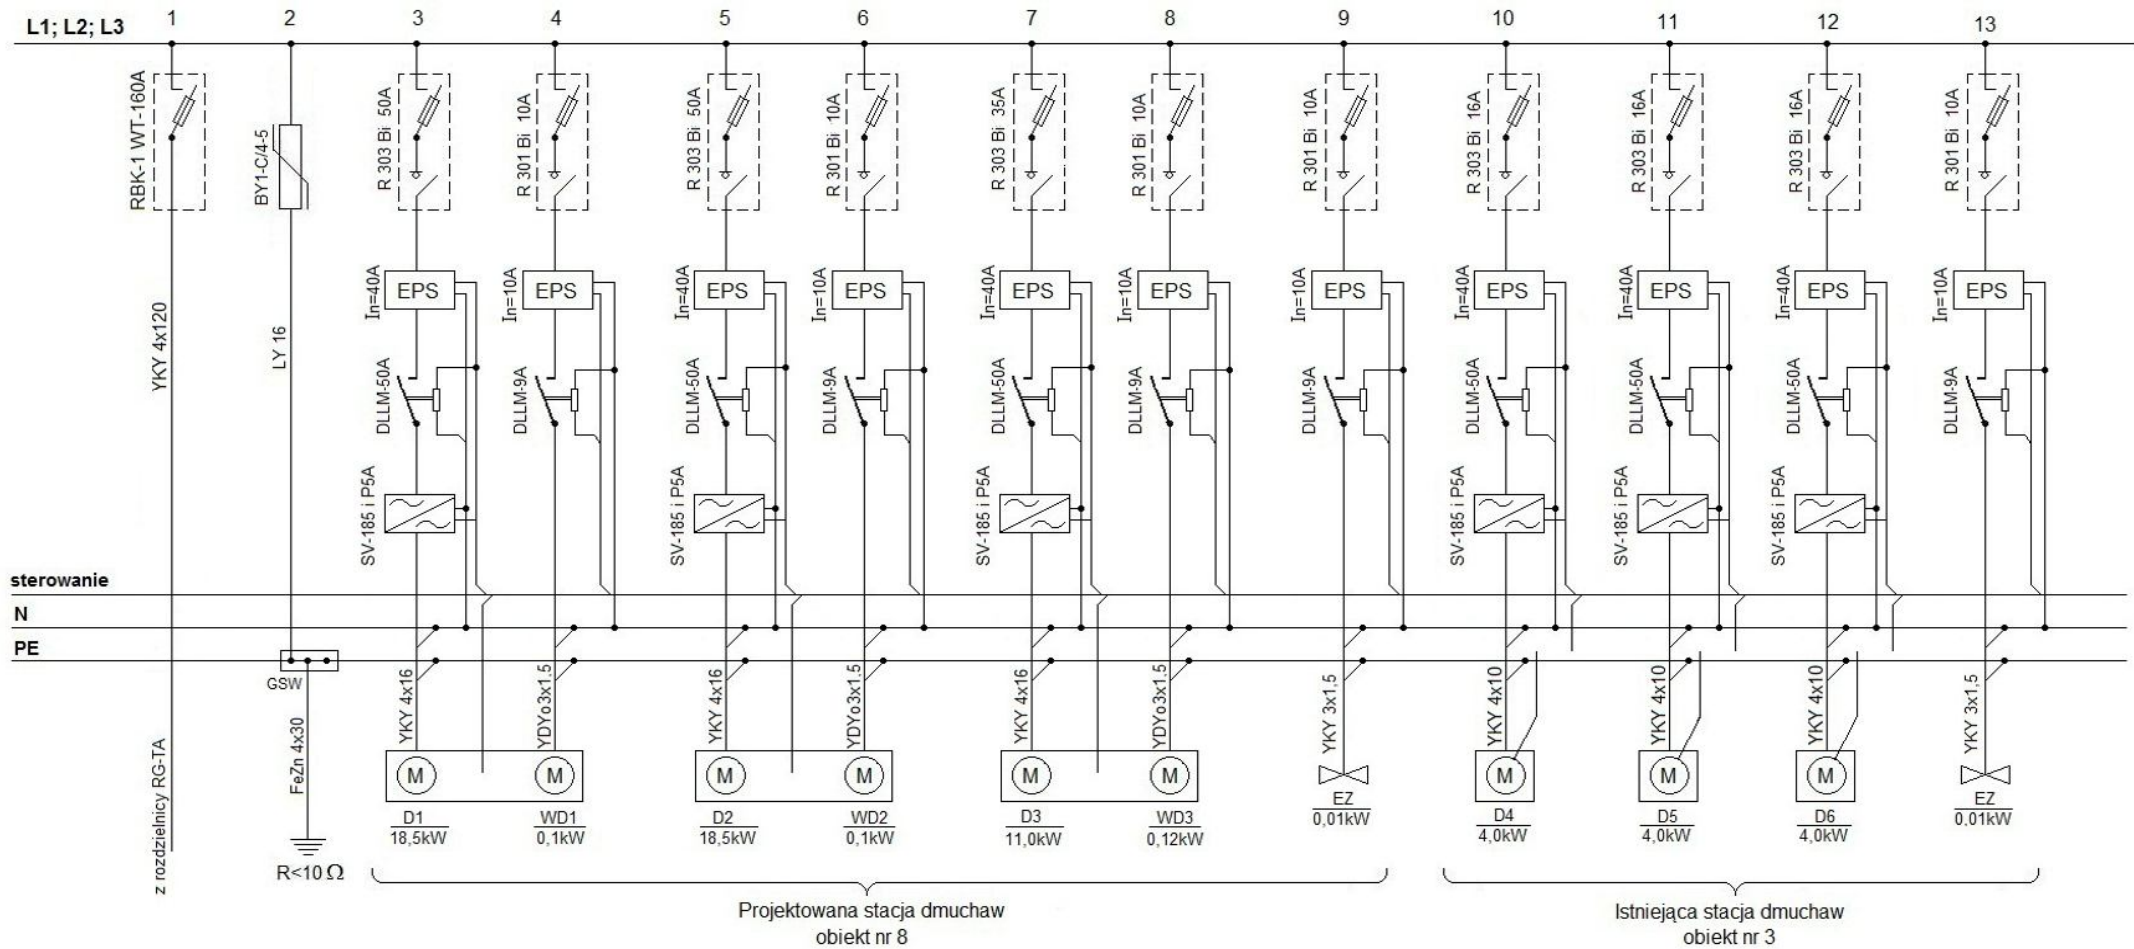 L1; L2; L3
1
2
3
4
5
6
7
8
9
10
11
12
13
RBK-1 WT-160A
BY1-C/4-5
R 303 Bi 50A
R 301 Bi 10A
R 303 Bi 50A
R 301 Bi 10A
R 303 Bi 35A
R 301 Bi 10A
R 301 Bi 10A
R 303 Bi 16A
R 303 Bi 16A
R 303 Bi 16A
R 301 Bi 10A
In=40A
EPS
In=10A
EPS
In=40A
EPS
In=10A
EPS
In=40A
EPS
In=10A
EPS
In=10A
EPS
In=40A
EPS
In=40A
EPS
In=40A
EPS
In=10A
EPS
YKY 4x120
LY 16
DLLM-50A
DLLM-9A
DLLM-50A
DLLM-9A
DLLM-50A
DLLM-9A
DLLM-9A
DLLM-50A
DLLM-50A
DLLM-50A
DLLM-9A
SV-185 i P5A
SV-185 i P5A
SV-185 i P5A
SV-185 i P5A
SV-185 i P5A
SV-185 i P5A
sterowanie
N
PE
GSW
z rozdzielnicy RG-TA
FeZn 4x30
YKY 4x16
YDYo3x1.5
YKY 4x16
YDYo3x1.5
YKY 4x16
YDYo3x1.5
YKY 3x1,5
YKY 4x10
YKY 4x10
YKY 4x10
YKY 3x1,5
M
M
M
M
M
M
M
M
M
D1
18,5kW
WD1
0,1kW
D2
18,5kW
WD2
0,1kW
D3
11,0kW
WD3
0,12kW
EZ
0,01kW
D4
4,0kW
D5
4,0kW
D6
4,0kW
EZ
0,01kW
R<10 Ω
Projektowana stacja dmuchaw
obiekt nr 8
Istniejąca stacja dmuchaw
obiekt nr 3